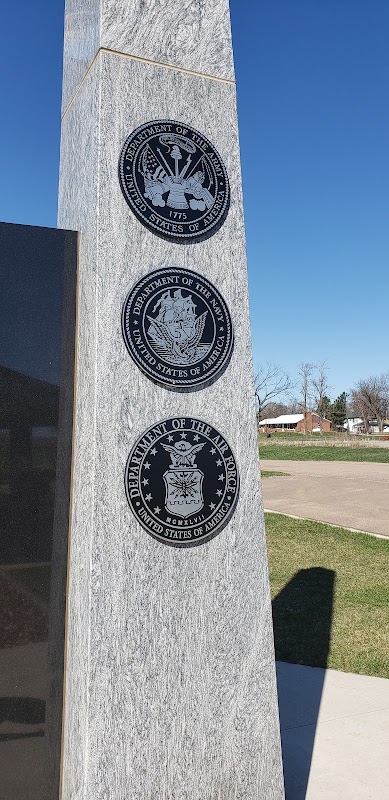 DEPARTMENT OF THE ARMY
1775
UNITED STATES OF AMERICA
DEPARTMENT OF THE NAVY
UNITED STATES OF AMERICA
DEPARTMENT OF THE AIR FORCE
MCMXLVII
UNITED STATES OF AMERICA